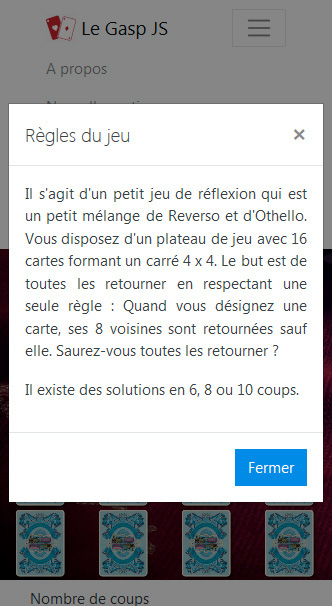 Le Gasp JS
A propos
Règles du jeu
×
Il s'agit d'un petit jeu de réflexion qui est
un petit mélange de Reverso et d'Othello.
Vous disposez d'un plateau de jeu avec 16
cartes formant un carré 4 x 4. Le but est de
toutes les retourner en respectant une
seule règle : Quand vous désignez une
carte, ses 8 voisines sont retournées sauf
elle. Saurez-vous toutes les retourner ?
Il existe des solutions en 6, 8 ou 10 coups.
Fermer
Nombre de coups